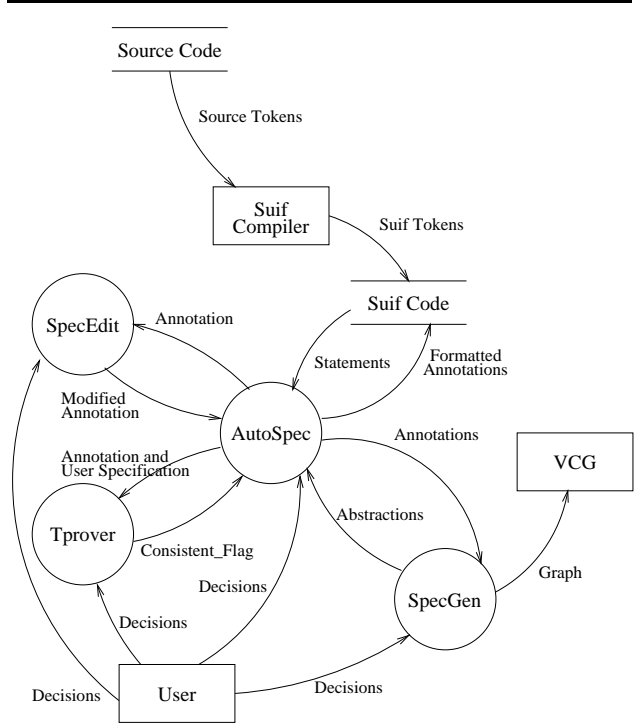 Source Code
Source Tokens
Suif
Compiler
Suif Tokens
Suif Code
SpecEdit
Annotation
Statements
Formatted
Annotations
Modified
Annotation
AutoSpec
Annotations
Annotation and
User Specification
VCG
Abstractions
Tprover
Consistent_Flag
Graph
Decisions
SpecGen
Decisions
Decisions
User
Decisions